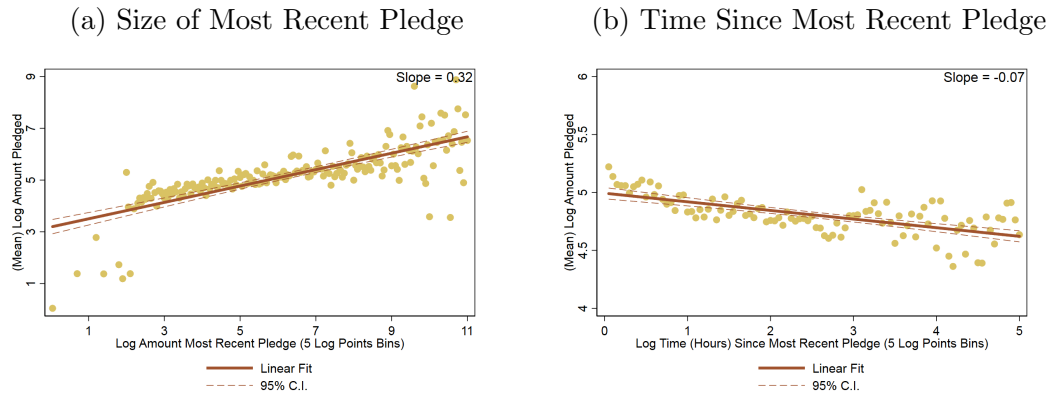 (a) Size of Most Recent Pledge
Slope = 0.32
(Mean) Log Amount Pledged
9
7
5
3
1
1 3 5 7 9 11
Log Amount Most Recent Pledge (5 Log Points Bins)
Linear Fit
95% C.I.
(b) Time Since Most Recent Pledge
Slope = -0.07
(Mean) Log Amount Pledged
6
5.5
5
4.5
4
0 1 2 3 4 5
Log Time (Hours) Since Most Recent Pledge (5 Log Points Bins)
Linear Fit
95% C.I.